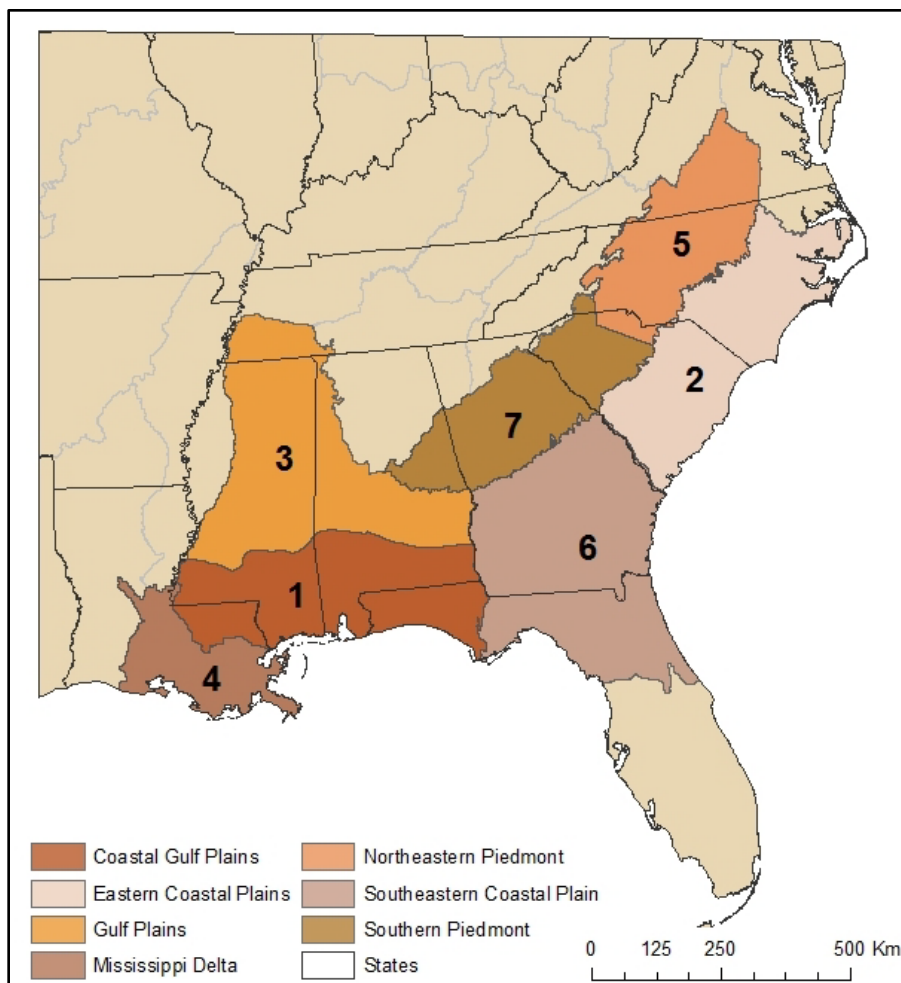 5
2
3
7
6
1
4
Coastal Gulf Plains
Eastern Coastal Plains
Gulf Plains
Mississippi Delta
Northeastern Piedmont
Southeastern Coastal Plain
Southern Piedmont
States
0 125 250 500 Km